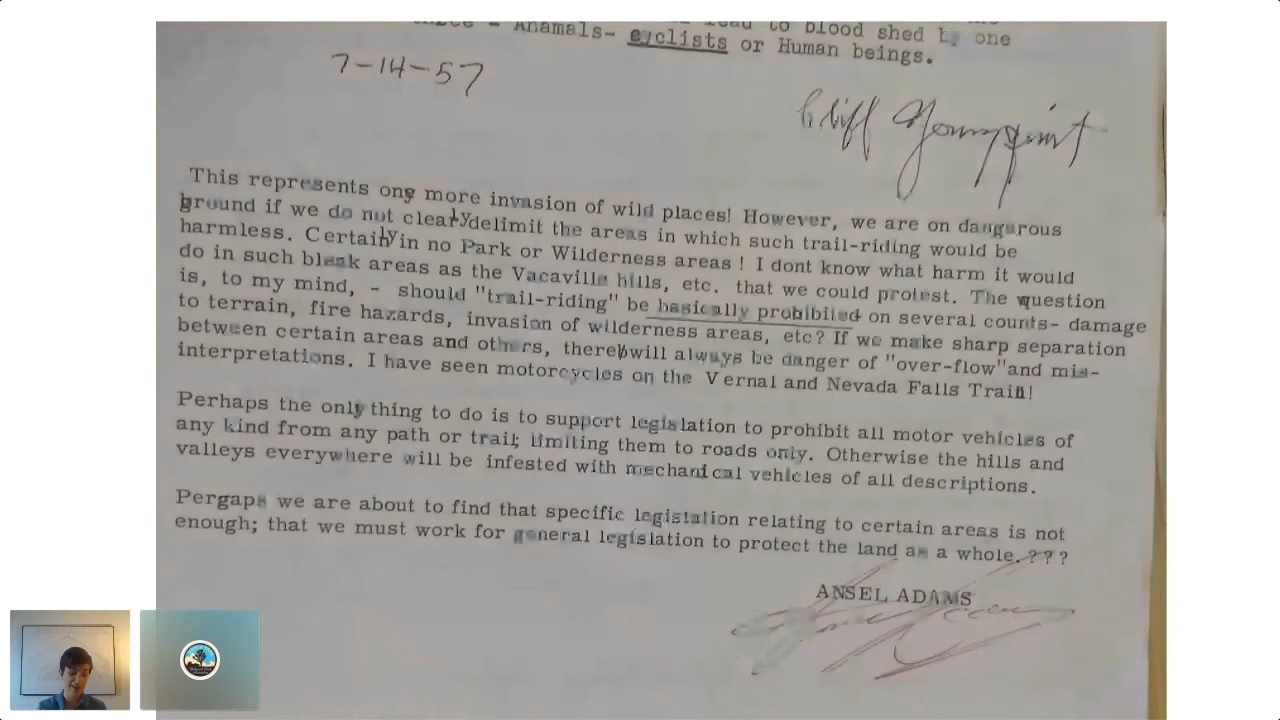 to blood shed by one
- Anamals- cyclists or Human beings.
7-14-57
Cliff Youngquist
This represents one more invasion of wild places! However, we are on dangerous
ground if we do not clearly delimit the areas in which such trail-riding would be
harmless. Certainly in no Park or Wilderness areas ! I dont know what harm it would
do in such bleak areas as the Vacaville hills, etc. that we could protest. The question
is, to my mind, - should "trail-riding" be basically prohibited on several counts- damage
to terrain, fire hazards, invasion of wilderness areas, etc? If we make sharp separation
between certain areas and others, there will always be danger of "over-flow"and mis-
interpretations. I have seen motorcycles on the Vernal and Nevada Falls Trail!
Perhaps the only thing to do is to support legislation to prohibit all motor vehicles of
any kind from any path or trail; limiting them to roads only. Otherwise the hills and
valleys everywhere will be infested with mechanical vehicles of all descriptions.
Pergaps we are about to find that specific legislation relating to certain areas is not
enough; that we must work for general legislation to protect the land as a whole.???
ANSEL ADAMS